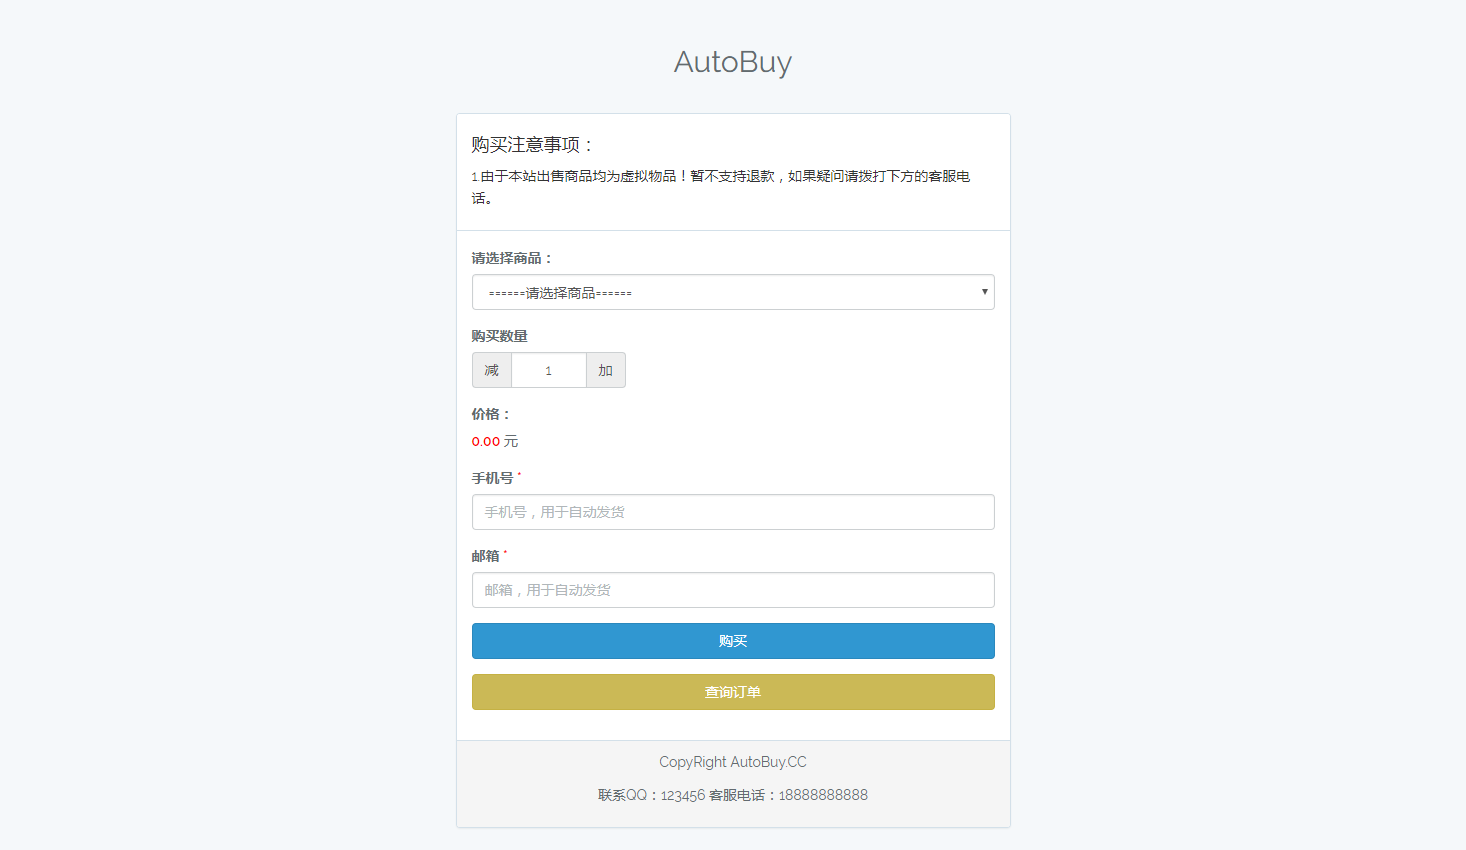 AutoBuy
购买注意事项：
1.由于本站出售商品均为虚拟物品！暂不支持退款，如果疑问请拨打下方的客服电
话。
请选择商品：
======请选择商品======
购买数量
减 1 加
价格：
0.00 元
手机号 *
手机号，用于自动发货
邮箱 *
邮箱，用于自动发货
购买
查询订单
CopyRight AutoBuy.CC
联系QQ：123456 客服电话：18888888888